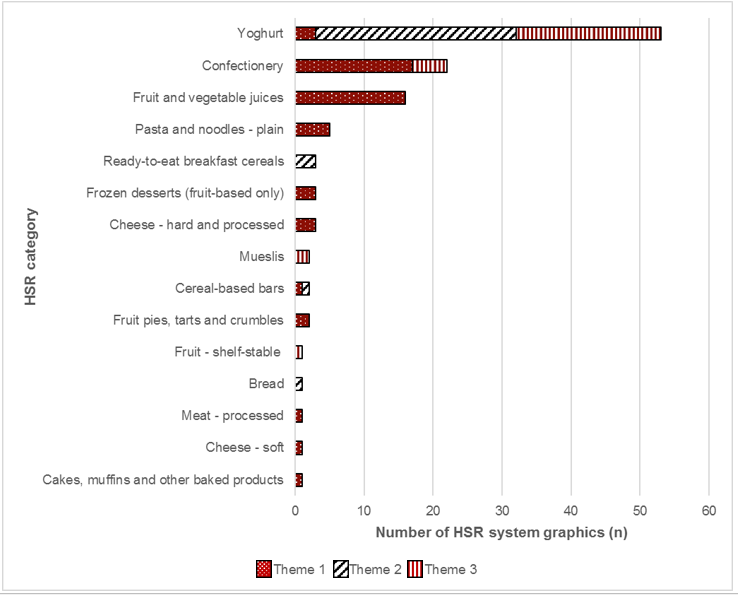 Yoghurt
Confectionery
Fruit and vegetable juices
Pasta and noodles - plain
Ready-to-eat breakfast cereals
Frozen desserts (fruit-based only)
Cheese - hard and processed
Mueslis
Cereal-based bars
Fruit pies, tarts and crumbles
Fruit - shelf-stable
Bread
Meat - processed
Cheese - soft
Cakes, muffins and other baked products
HSR category
0 10 20 30 40 50 60
Number of HSR system graphics (n)
Theme 1 Theme 2 Theme 3